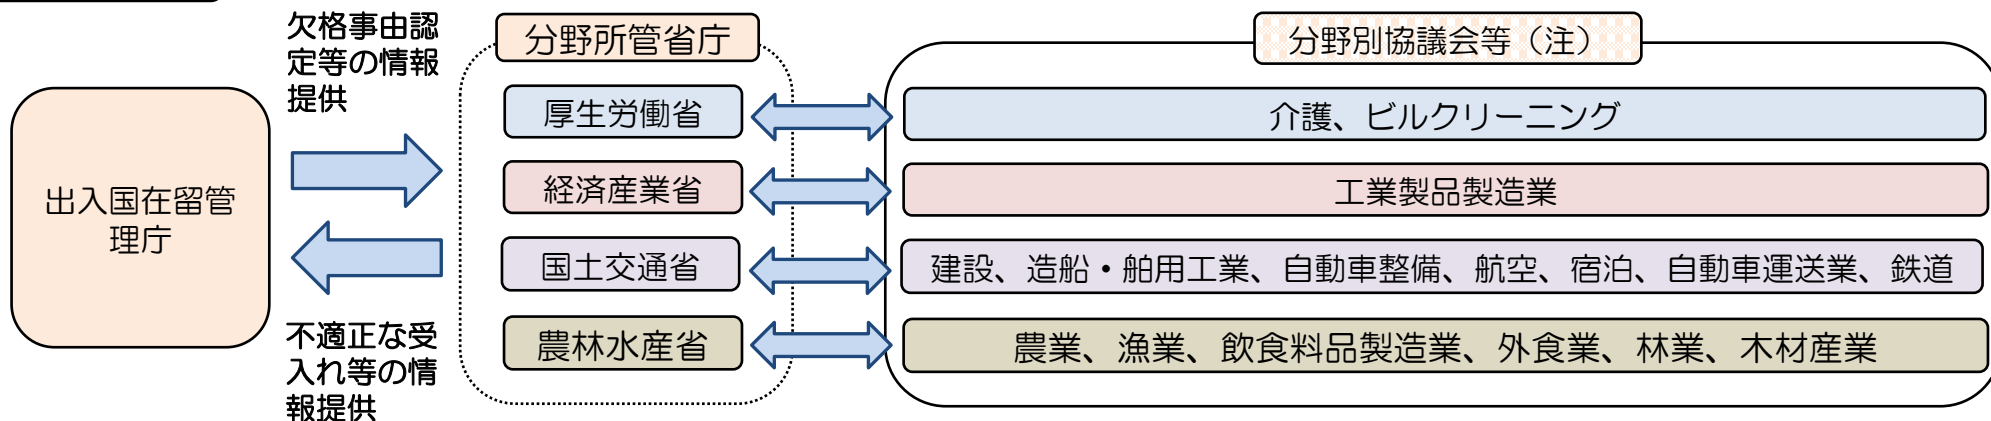 欠格事由認
定等の情報
提供
出入国在留管
理庁
不適正な受
入れ等の情
報提供
分野所管省庁
厚生労働省
経済産業省
国土交通省
農林水産省
分野別協議会等（注）
介護、ビルクリーニング
工業製品製造業
建設、造船・舶用工業、自動車整備、航空、宿泊、自動車運送業、鉄道
農業、漁業、飲食料品製造業、外食業、林業、木材産業